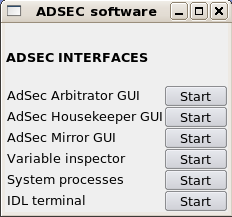 ADSEC software
ADSEC INTERFACES
AdSec Arbitrator GUI Start
AdSec Housekeeper GUI Start
AdSec Mirror GUI Start
Variable inspector Start
System processes Start
IDL terminal Start